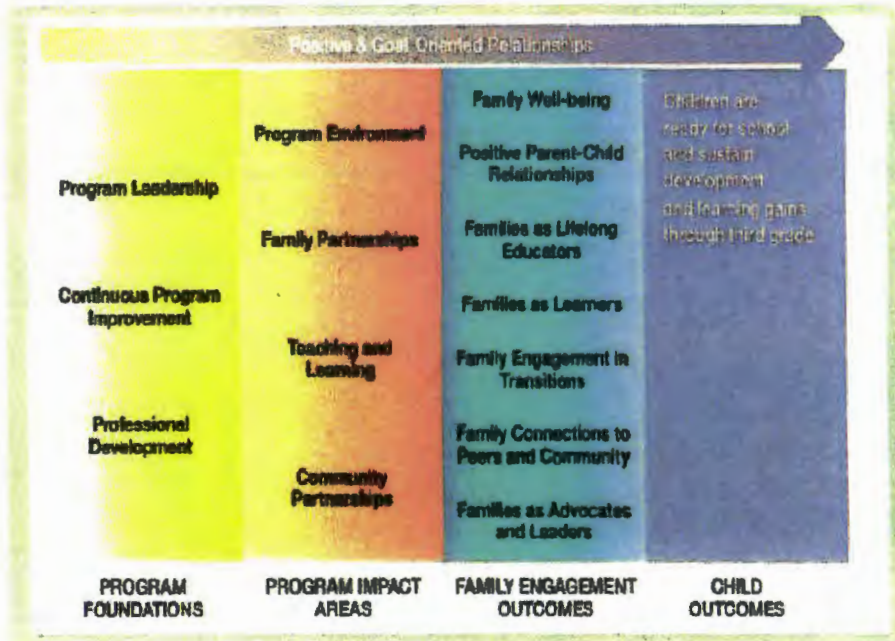 Positive & Goal Oriented Relationships
Program Leadership
Continuous Program
Improvement
Professional
Development
PROGRAM
FOUNDATIONS
Program Environment
Family Partnerships
Teaching and
Learning
Community
Partnerships
PROGRAM IMPACT
AREAS
Family Well-being
Positive Parent-Child
Relationships
Families as Lifelong
Educators
Families as Learners
Family Engagement in
Transitions
Family Connections to
Peers and Community
Families as Advocates
and Leaders
FAMILY ENGAGEMENT
OUTCOMES
Children are
ready for school
and sustain
development
and learning gains
through third grade
CHILD
OUTCOMES